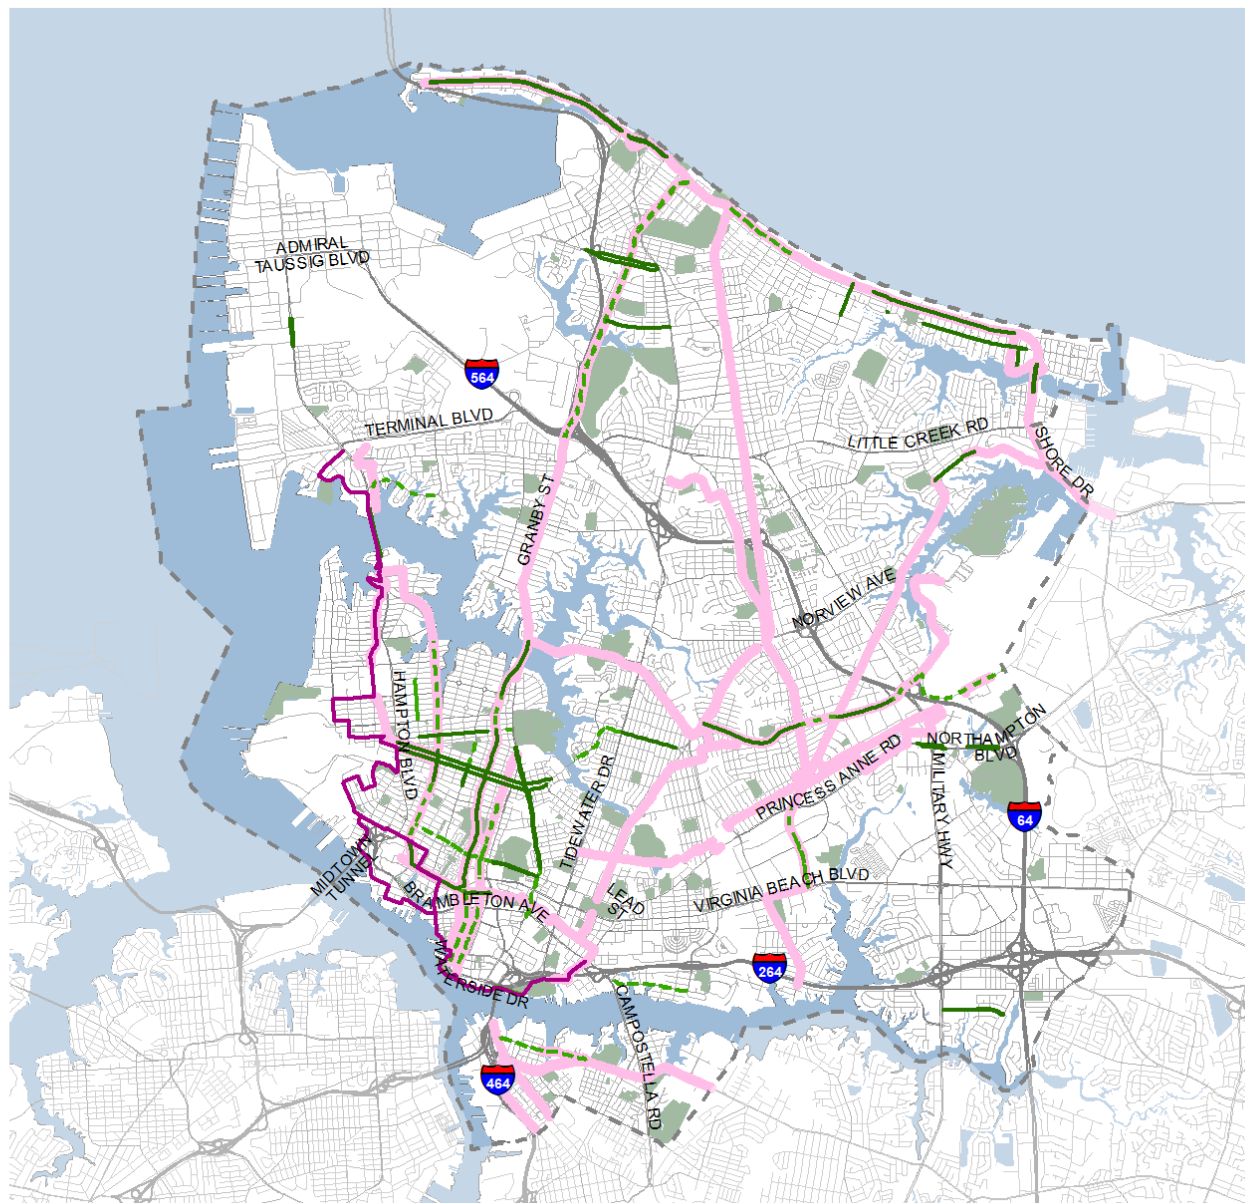 ADMIRAL
TAUSSIG BLVD
564
TERMINAL BLVD
LITTLE CREEK RD
SHORE DR
GRANBY ST
NORVIEW AVE
HAMPTON BLVD
NORTHAMPTON
BLVD
PRINCESS ANNE RD
MILITARY HWY
TIDEWATER DR
64
MIDTOWN
TUNNEL
BRAMBLETON AVE
LEAD
ST
VIRGINIA BEACH BLVD
264
WATERSIDE DR
CAMPOSTELLA RD
464